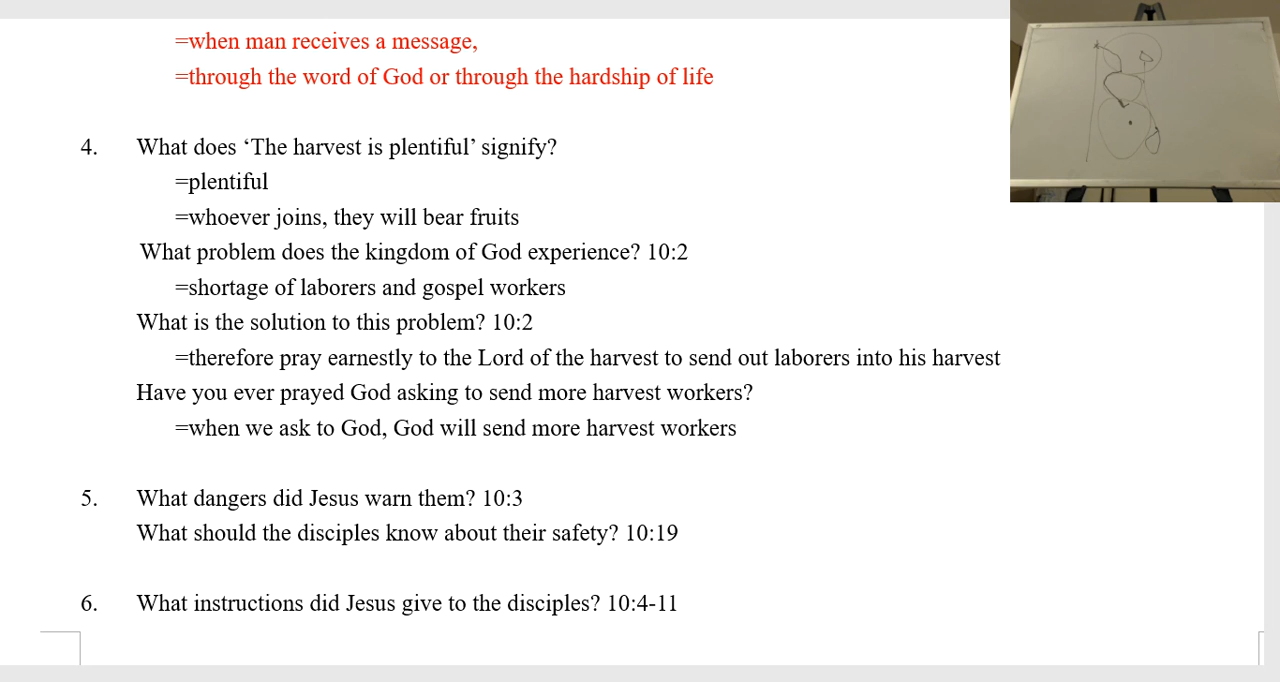 =when man receives a message,
=through the word of God or through the hardship of life
4. What does ‘The harvest is plentiful’ signify?
=plentiful
=whoever joins, they will bear fruits
What problem does the kingdom of God experience? 10:2
=shortage of laborers and gospel workers
What is the solution to this problem? 10:2
=therefore pray earnestly to the Lord of the harvest to send out laborers into his harvest
Have you ever prayed God asking to send more harvest workers?
=when we ask to God, God will send more harvest workers
5. What dangers did Jesus warn them? 10:3
What should the disciples know about their safety? 10:19
6. What instructions did Jesus give to the disciples? 10:4-11